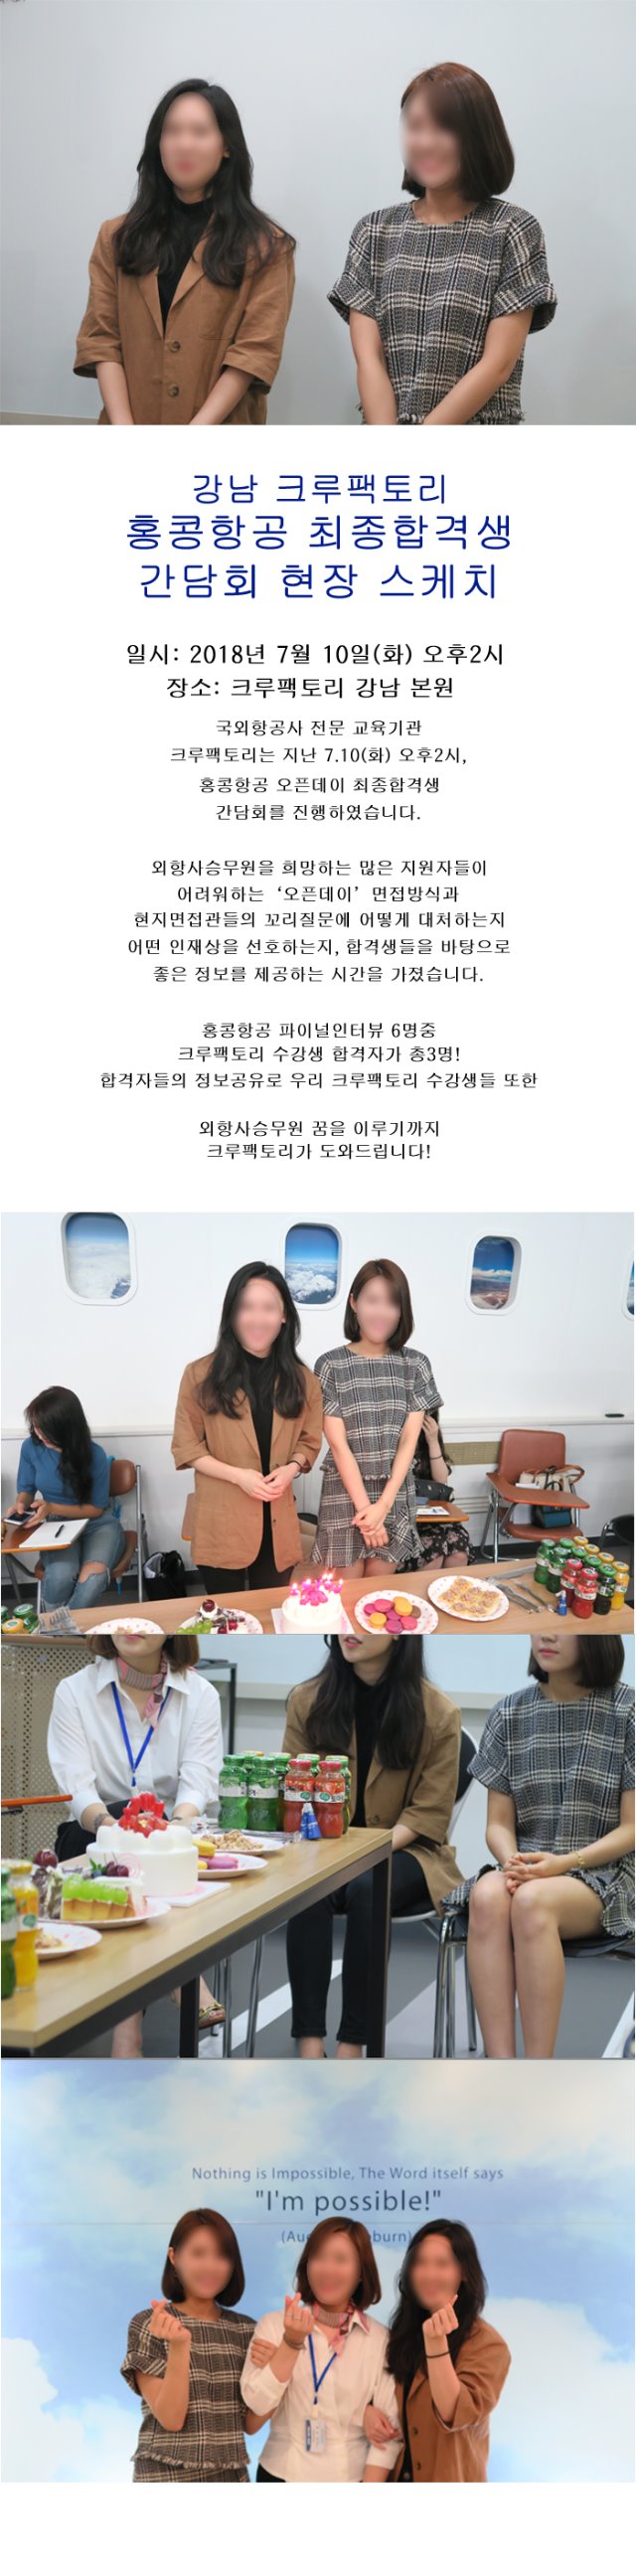 강남 크루팩토리
홍콩항공 최종합격생
간담회 현장 스케치
일시: 2018년 7월 10일(화) 오후2시
장소: 크루팩토리 강남 본원
국외항공사 전문 교육기관
크루팩토리는 지난 7.10(화) 오후2시,
홍콩항공 오픈데이 최종합격생
간담회를 진행하였습니다.
외항사승무원을 희망하는 많은 지원자들이
어려워하는 ‘오픈데이’ 면접방식과
현지면접관들의 꼬리질문에 어떻게 대처하는지
어떤 인재상을 선호하는지, 합격생들을 바탕으로
좋은 정보를 제공하는 시간을 가졌습니다.
홍콩항공 파이널인터뷰 6명중
크루팩토리 수강생 합격자가 총3명!
합격자들의 정보공유로 우리 크루팩토리 수강생들 또한
외항사승무원 꿈을 이루기까지
크루팩토리가 도와드립니다!
Nothing is Impossible, The Word itself says
"I'm possible!"